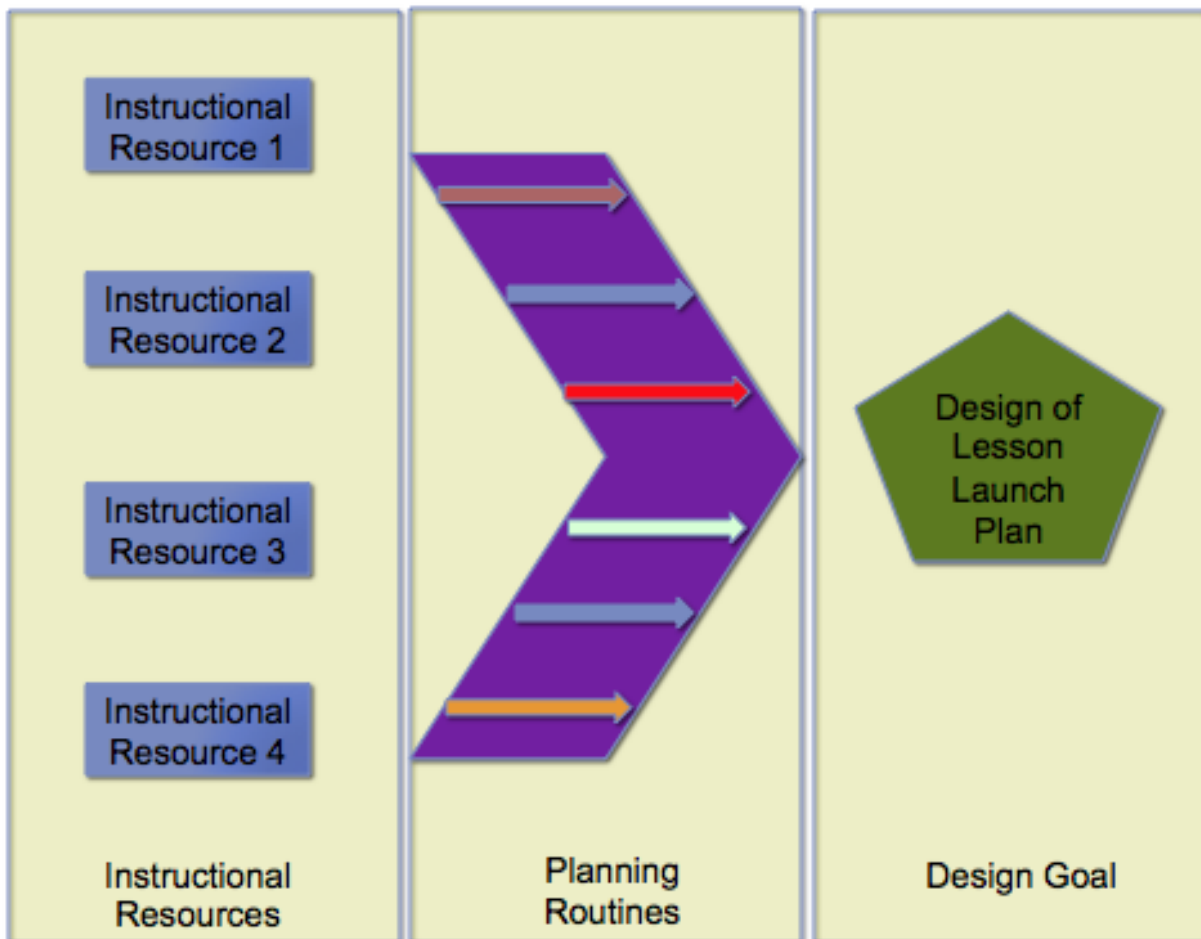 Instructional
Resource 1
Instructional
Resource 2
Instructional
Resource 3
Instructional
Resource 4
Instructional
Resources
Planning
Routines
Design of
Lesson
Launch
Plan
Design Goal